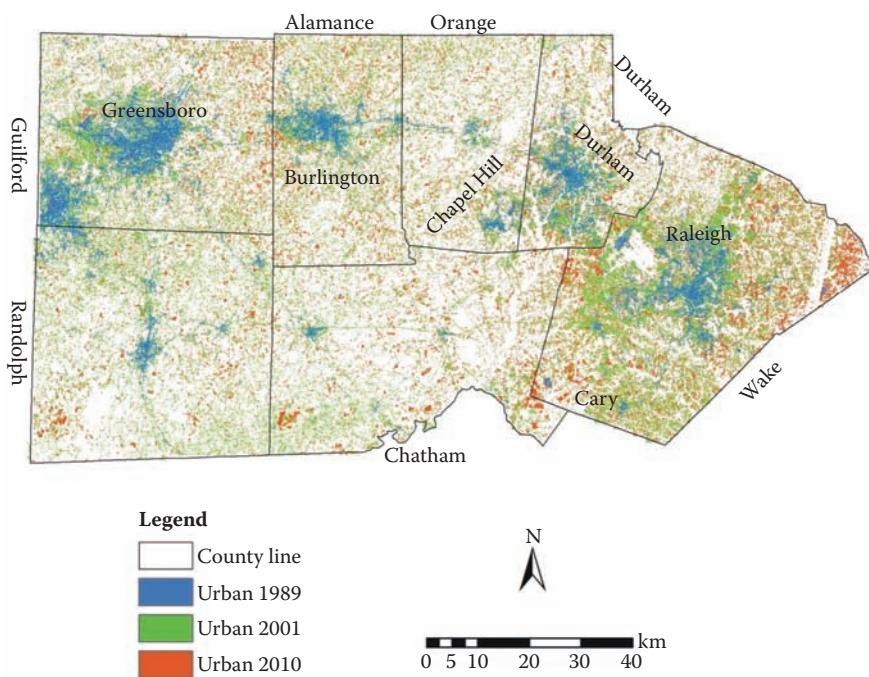 Alamance
Orange
Durham
Greensboro
Guilford
Durham
Burlington
Chapel Hill
Raleigh
Randolph
Wake
Cary
Chatham
Legend
County line
Urban 1989
Urban 2001
Urban 2010
N
km
0 5 10 20 30 40